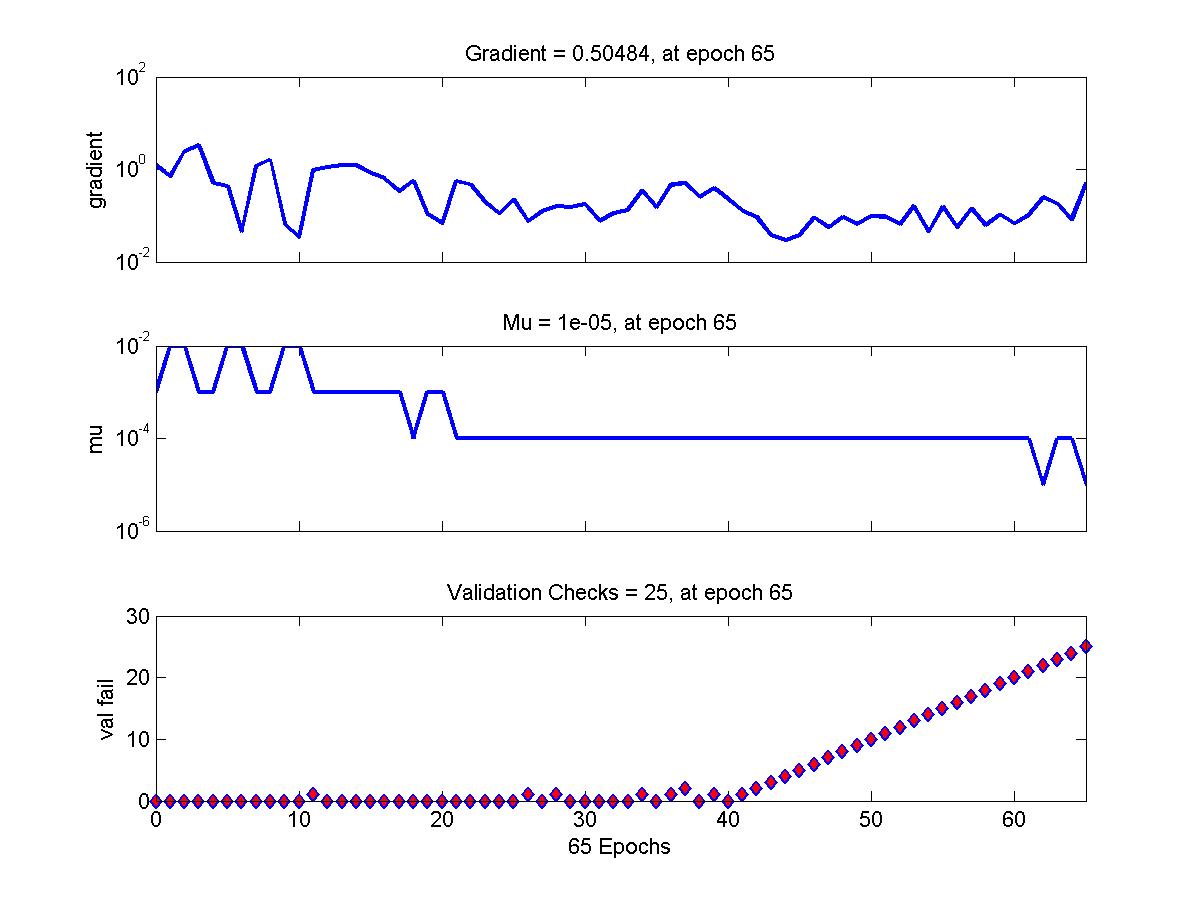 Gradient = 0.50484, at epoch 65
10^2
10^0
10^-2
gradient
Mu = 1e-05, at epoch 65
10^-2
10^-4
10^-6
mu
Validation Checks = 25, at epoch 65
30
20
10
0
val fail
0 10 20 30 40 50 60
65 Epochs